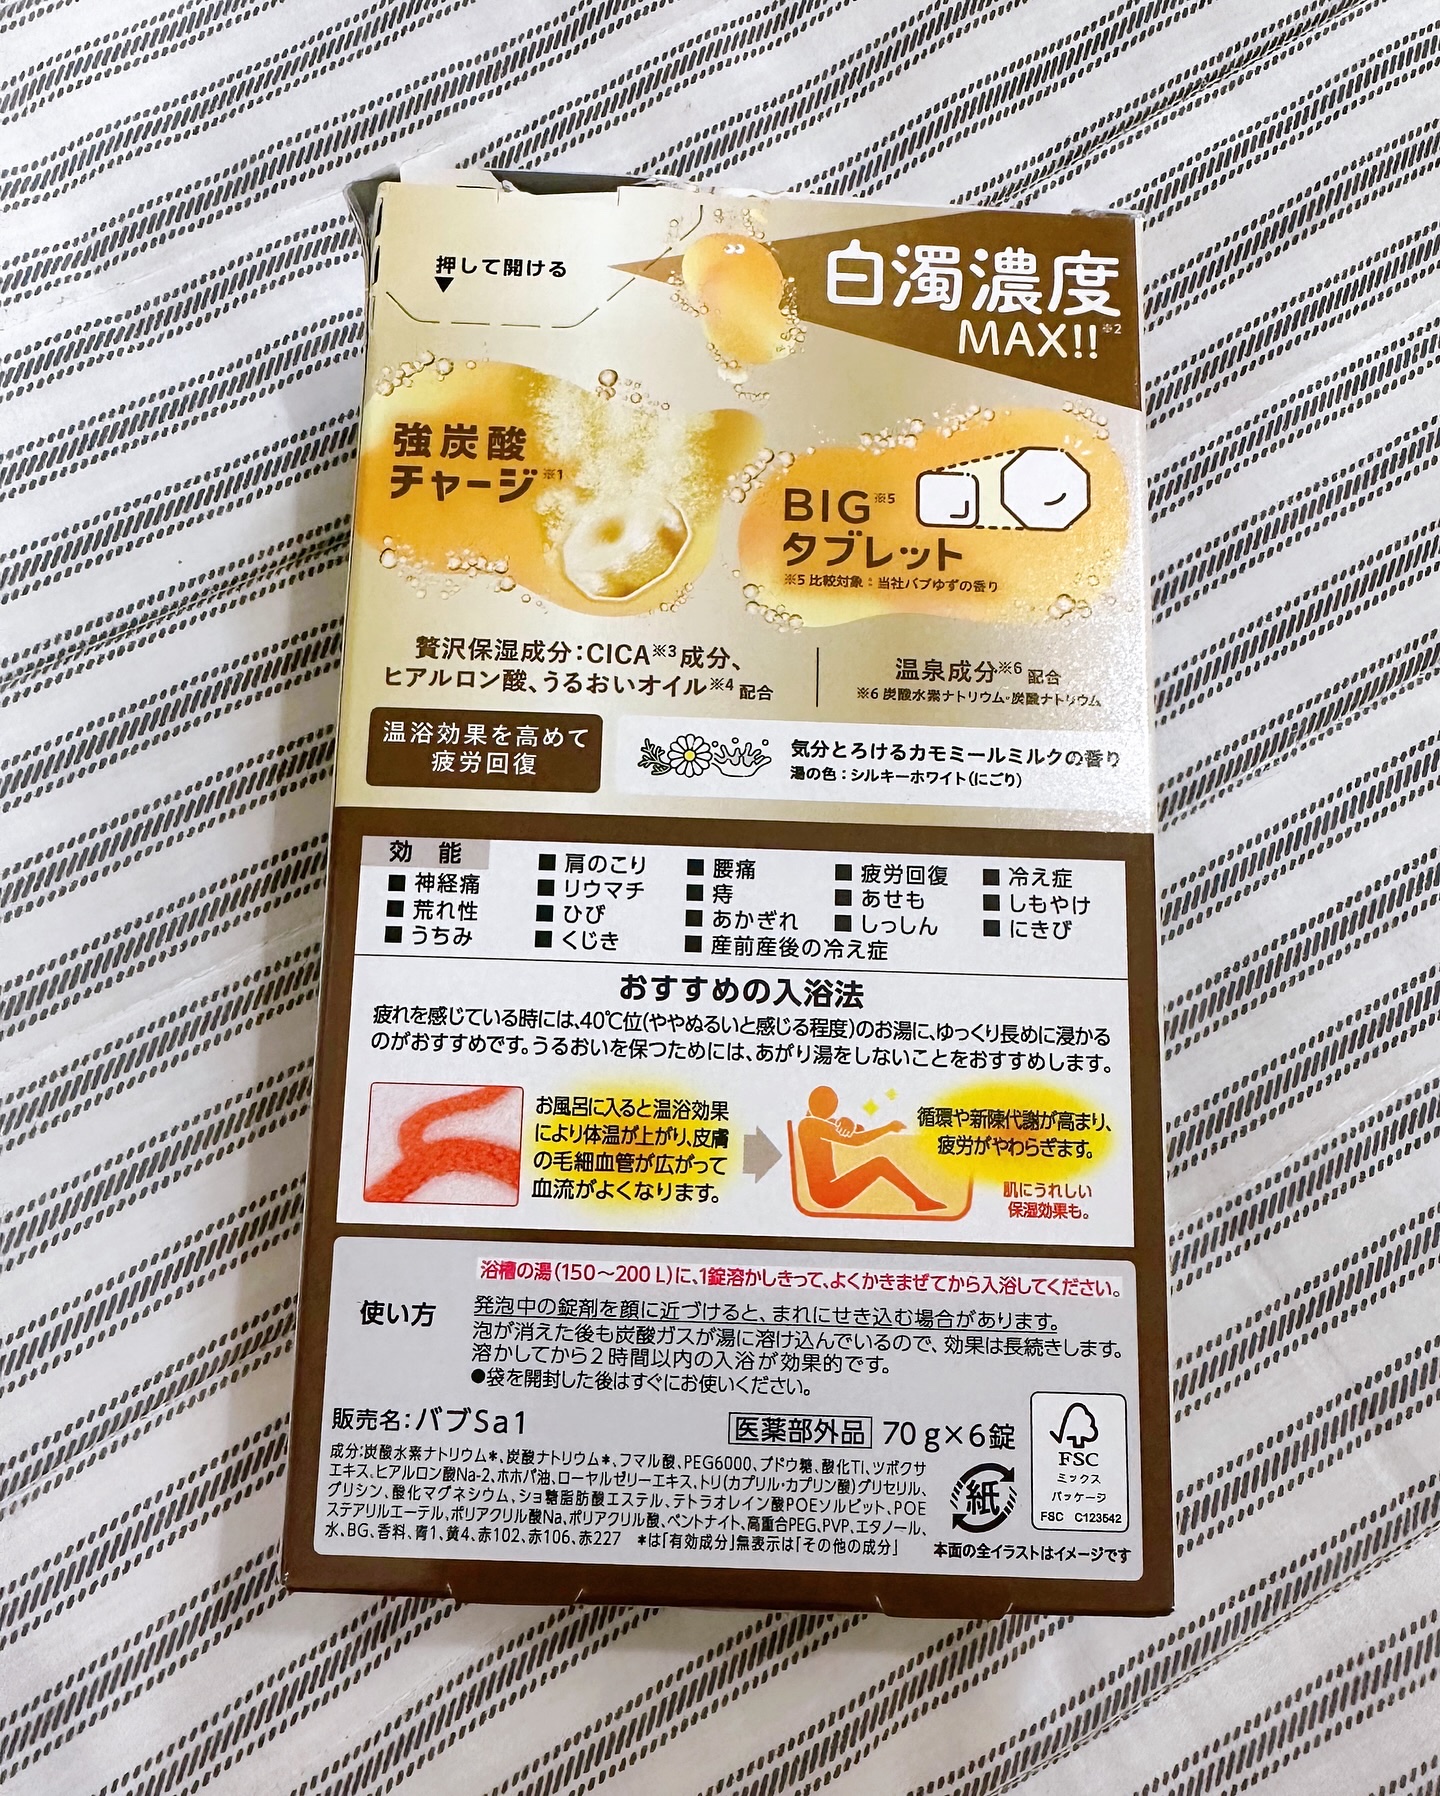 押して開ける
白濁濃度
MAX!!※2
強炭酸
チャージ※1
BIG※5
タブレット
※5 比較対象：当社バブゆずの香り
贅沢保湿成分：CICA※3成分、
ヒアルロン酸、うるおいオイル※4 配合
温泉成分※6 配合
※6 炭酸水素ナトリウム・炭酸ナトリウム
温浴効果を高めて
疲労回復
気分とろけるカモミールミルクの香り
湯の色：シルキーホワイト(にごり)
効 能 ■肩のこり ■腰痛 ■疲労回復 ■冷え症
■神経痛 ■リウマチ ■痔 ■あせも ■しもやけ
■荒れ性 ■ひび ■あかぎれ ■しっしん ■にきび
■うちみ ■くじき ■産前産後の冷え症
おすすめの入浴法
疲れを感じている時には、40℃位(ややぬるいと感じる程度)のお湯に、ゆっくり長めに浸かる
のがおすすめです。うるおいを保つためには、あがり湯をしないことをおすすめします。
お風呂に入ると温浴効果
により体温が上がり、皮膚
の毛細血管が広がって
血流がよくなります。
循環や新陳代謝が高まり、
疲労がやわらぎます。
肌にうれしい
保湿効果も。
使い方
浴槽の湯(150〜200 L)に、1錠溶かしきって、よくかきまぜてから入浴してください。
発泡中の錠剤を顔に近づけると、まれにせき込む場合があります。
泡が消えた後も炭酸ガスが湯に溶け込んでいるので、効果は長続きします。
溶かしてから2時間以内の入浴が効果的です。
●袋を開封した後はすぐにお使いください。
販売名：バブSa1
医薬部外品 70 g×6錠
成分：炭酸水素ナトリウム*、炭酸ナトリウム*、フマル酸、PEG6000、ブドウ糖、酸化TI、ツボクサ
エキス、ヒアルロン酸Na-2、ホホバ油、ローヤルゼリーエキス、トリ(カプリル・カプリン酸)グリセリル、
グリシン、酸化マグネシウム、ショ糖脂肪酸エステル、テトラオレイン酸POEソルビット、POE
ステアリルエーテル、ポリアクリル酸Na、ポリアクリル酸、ベントナイト、高重合PEG、PVP、エタノール、
水、BG、香料、青1、黄4、赤102、赤106、赤227 *は「有効成分」無表示は「その他の成分」
紙
FSC
ミックス
パッケージ
FSC C123542
本面の全イラストはイメージです